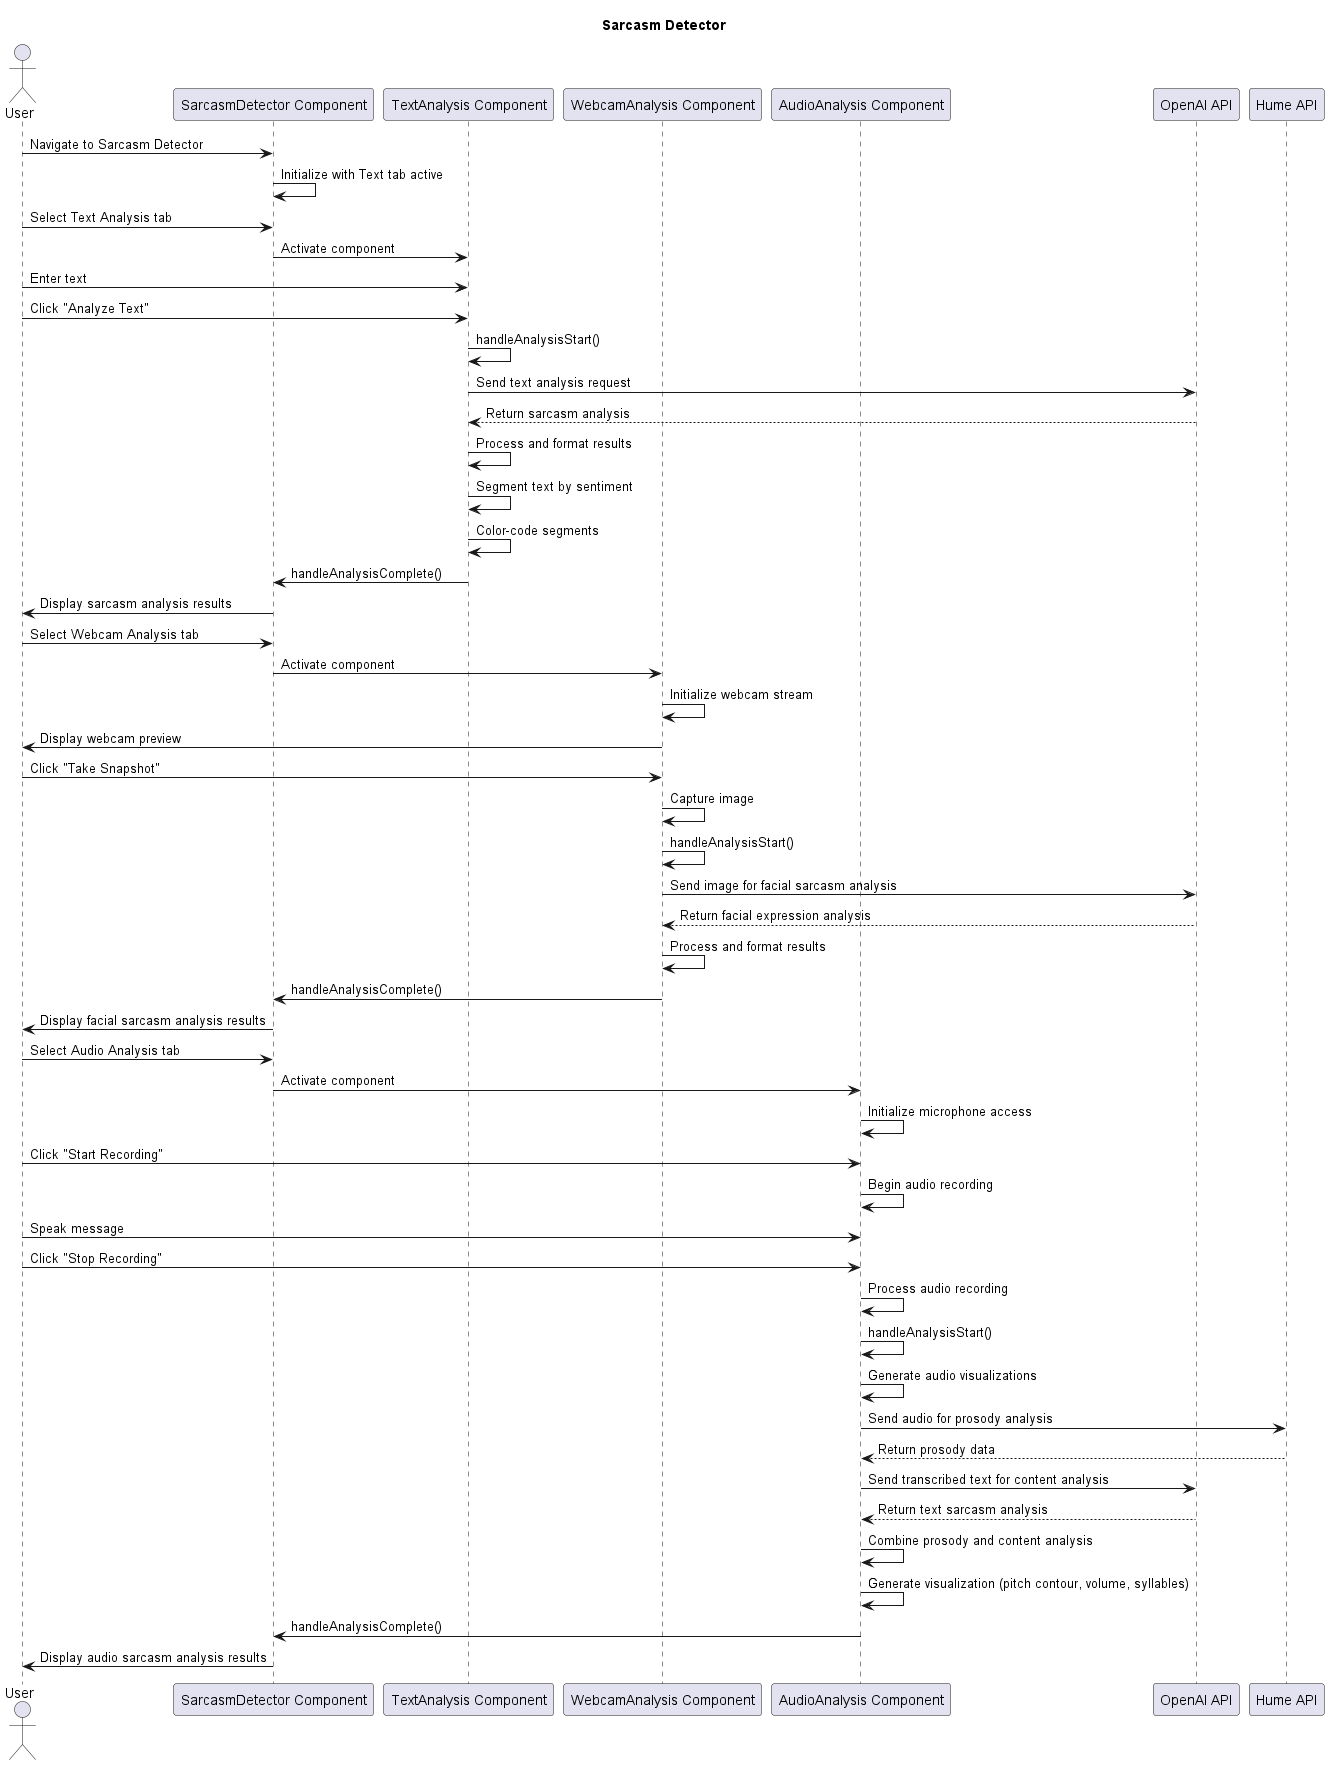 Sarcasm Detector
User
SarcasmDetector Component
TextAnalysis Component
WebcamAnalysis Component
AudioAnalysis Component
OpenAI API
Hume API
Navigate to Sarcasm Detector
Initialize with Text tab active
Select Text Analysis tab
Activate component
Enter text
Click "Analyze Text"
handleAnalysisStart()
Send text analysis request
Return sarcasm analysis
Process and format results
Segment text by sentiment
Color-code segments
handleAnalysisComplete()
Display sarcasm analysis results
Select Webcam Analysis tab
Activate component
Initialize webcam stream
Display webcam preview
Click "Take Snapshot"
Capture image
handleAnalysisStart()
Send image for facial sarcasm analysis
Return facial expression analysis
Process and format results
handleAnalysisComplete()
Display facial sarcasm analysis results
Select Audio Analysis tab
Activate component
Initialize microphone access
Click "Start Recording"
Begin audio recording
Speak message
Click "Stop Recording"
Process audio recording
handleAnalysisStart()
Generate audio visualizations
Send audio for prosody analysis
Return prosody data
Send transcribed text for content analysis
Return text sarcasm analysis
Combine prosody and content analysis
Generate visualization (pitch contour, volume, syllables)
handleAnalysisComplete()
Display audio sarcasm analysis results
User
SarcasmDetector Component
TextAnalysis Component
WebcamAnalysis Component
AudioAnalysis Component
OpenAI API
Hume API